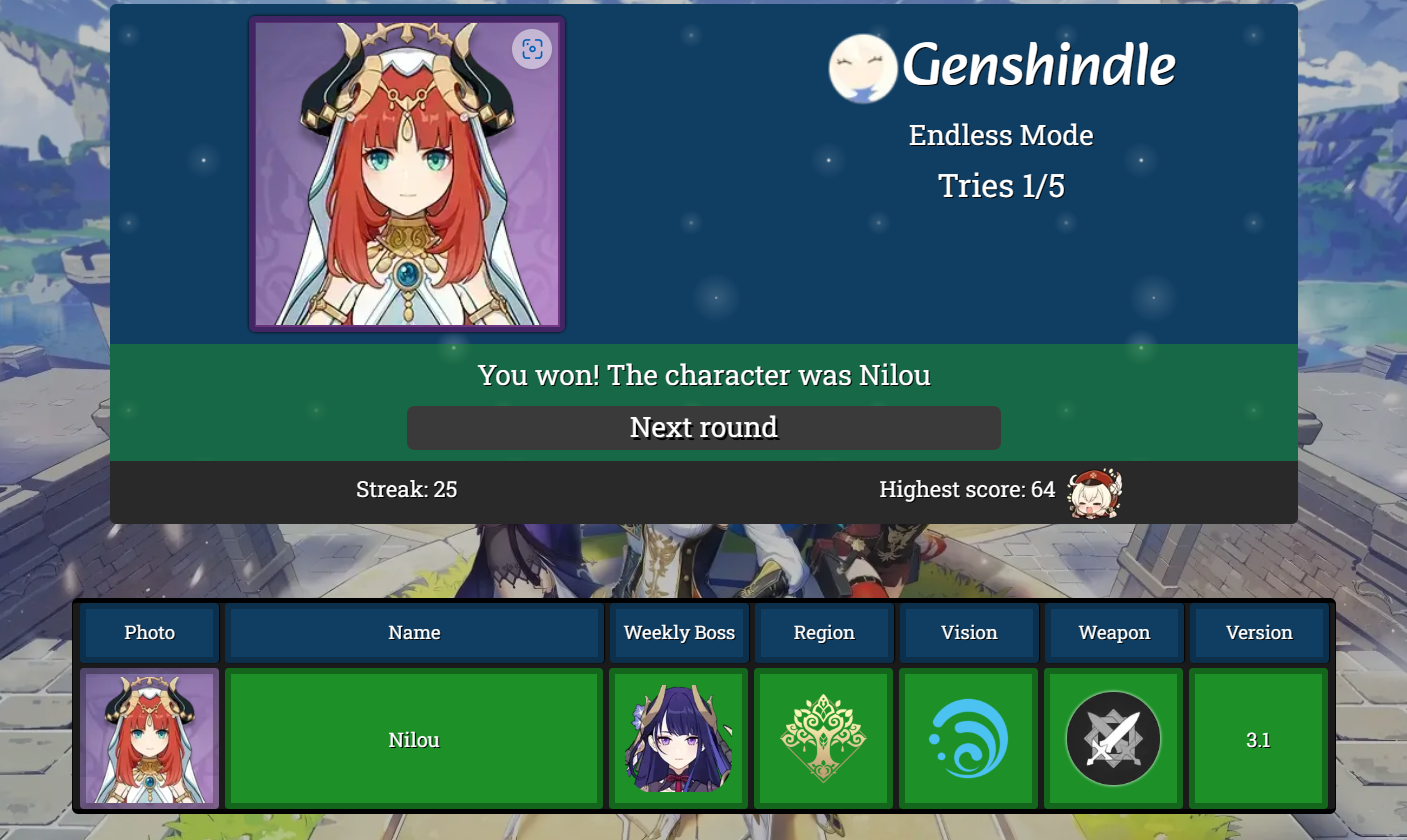 Genshindle
Endless Mode
Tries 1/5
You won! The character was Nilou
Next round
Streak: 25
Highest score: 64
Photo Name Weekly Boss Region Vision Weapon Version
Nilou 3.1